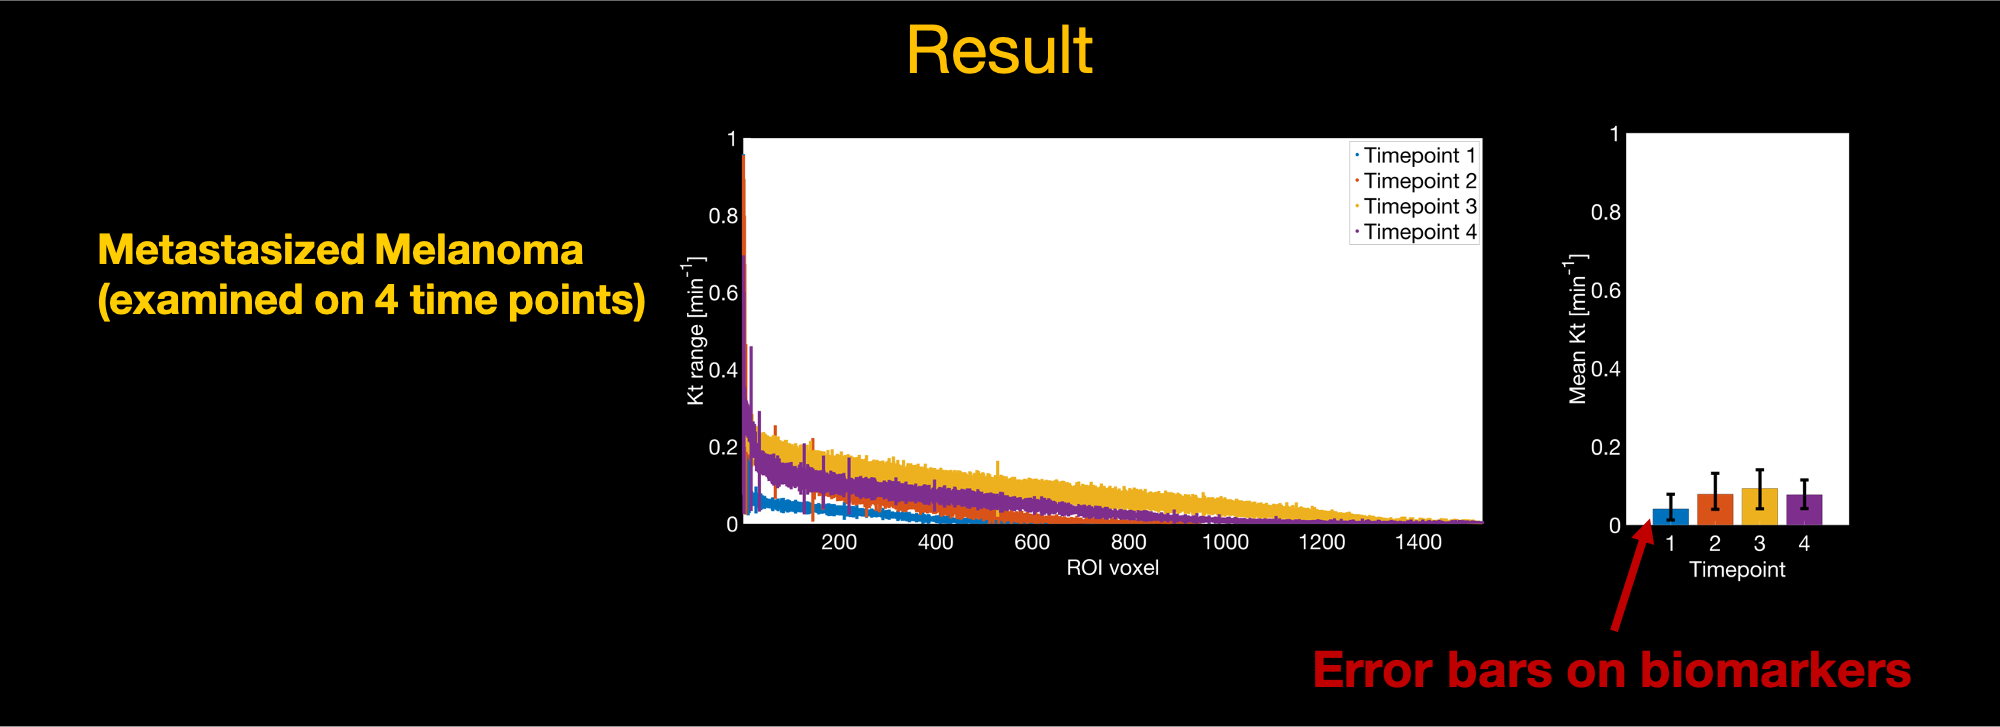 Result
Metastasized Melanoma
(examined on 4 time points)
Kt range [min⁻¹]
1
0.8
0.6
0.4
0.2
0
200 400 600 800 1000 1200 1400
ROI voxel
Timepoint 1
Timepoint 2
Timepoint 3
Timepoint 4
Mean Kt [min⁻¹]
1
0.8
0.6
0.4
0.2
0
1 2 3 4
Timepoint
Error bars on biomarkers